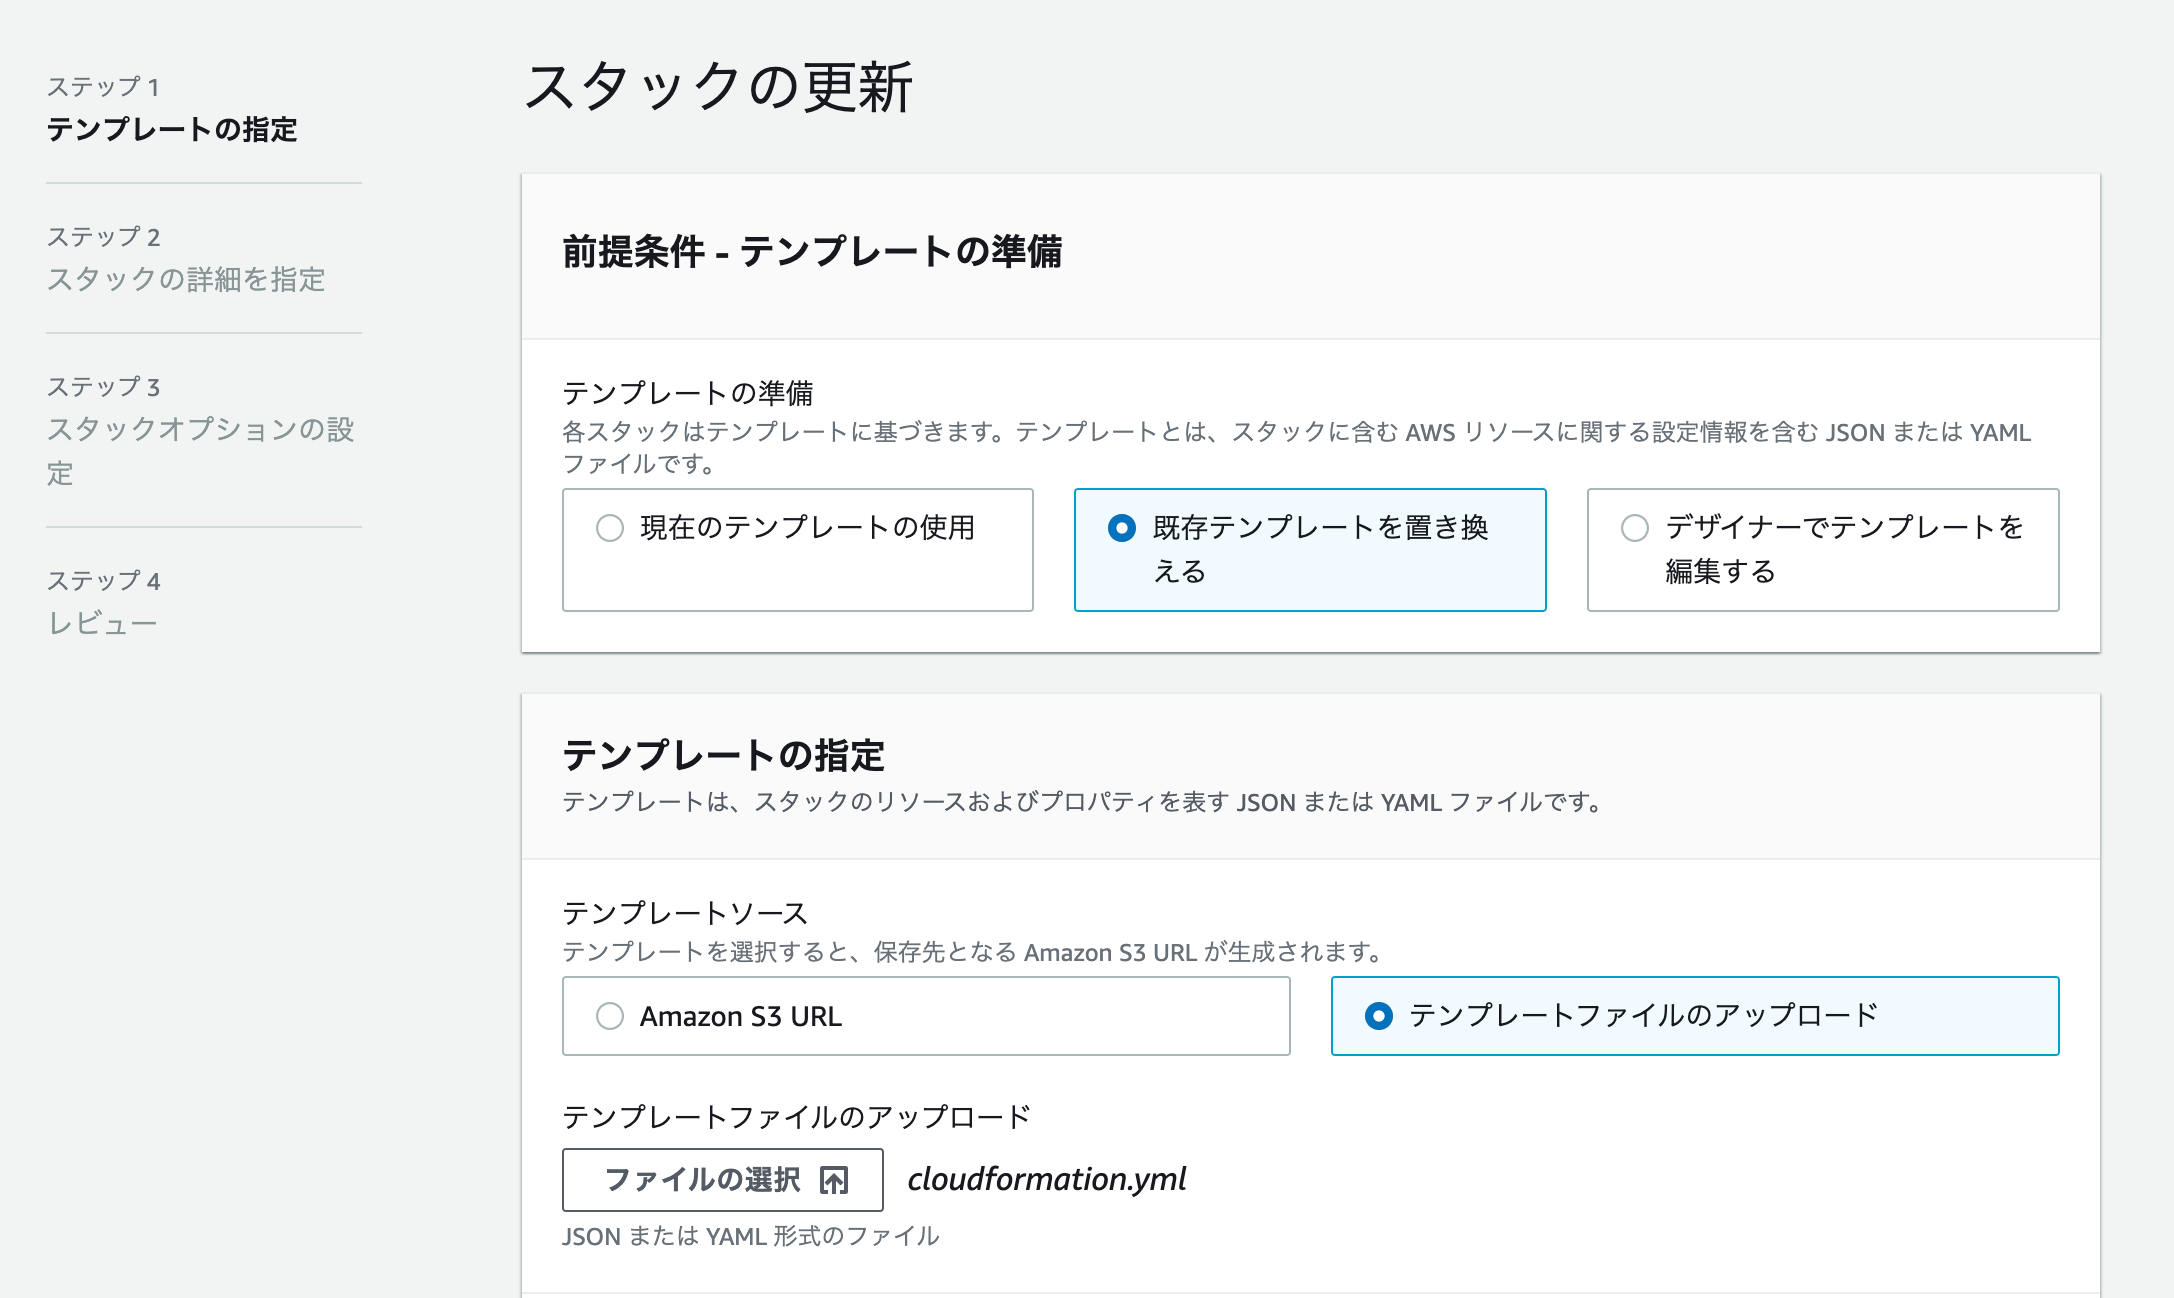 ステップ 1
テンプレートの指定
ステップ 2
スタックの詳細を指定
ステップ 3
スタックオプションの設
定
ステップ 4
レビュー
スタックの更新
前提条件 - テンプレートの準備
テンプレートの準備
各スタックはテンプレートに基づきます。テンプレートとは、スタックに含む AWS リソースに関する設定情報を含む JSON または YAML
ファイルです。
現在のテンプレートの使用
既存テンプレートを置き換
える
デザイナーでテンプレートを
編集する
テンプレートの指定
テンプレートは、スタックのリソースおよびプロパティを表す JSON または YAML ファイルです。
テンプレートソース
テンプレートを選択すると、保存先となる Amazon S3 URL が生成されます。
Amazon S3 URL
テンプレートファイルのアップロード
テンプレートファイルのアップロード
ファイルの選択
cloudformation.yml
JSON または YAML 形式のファイル